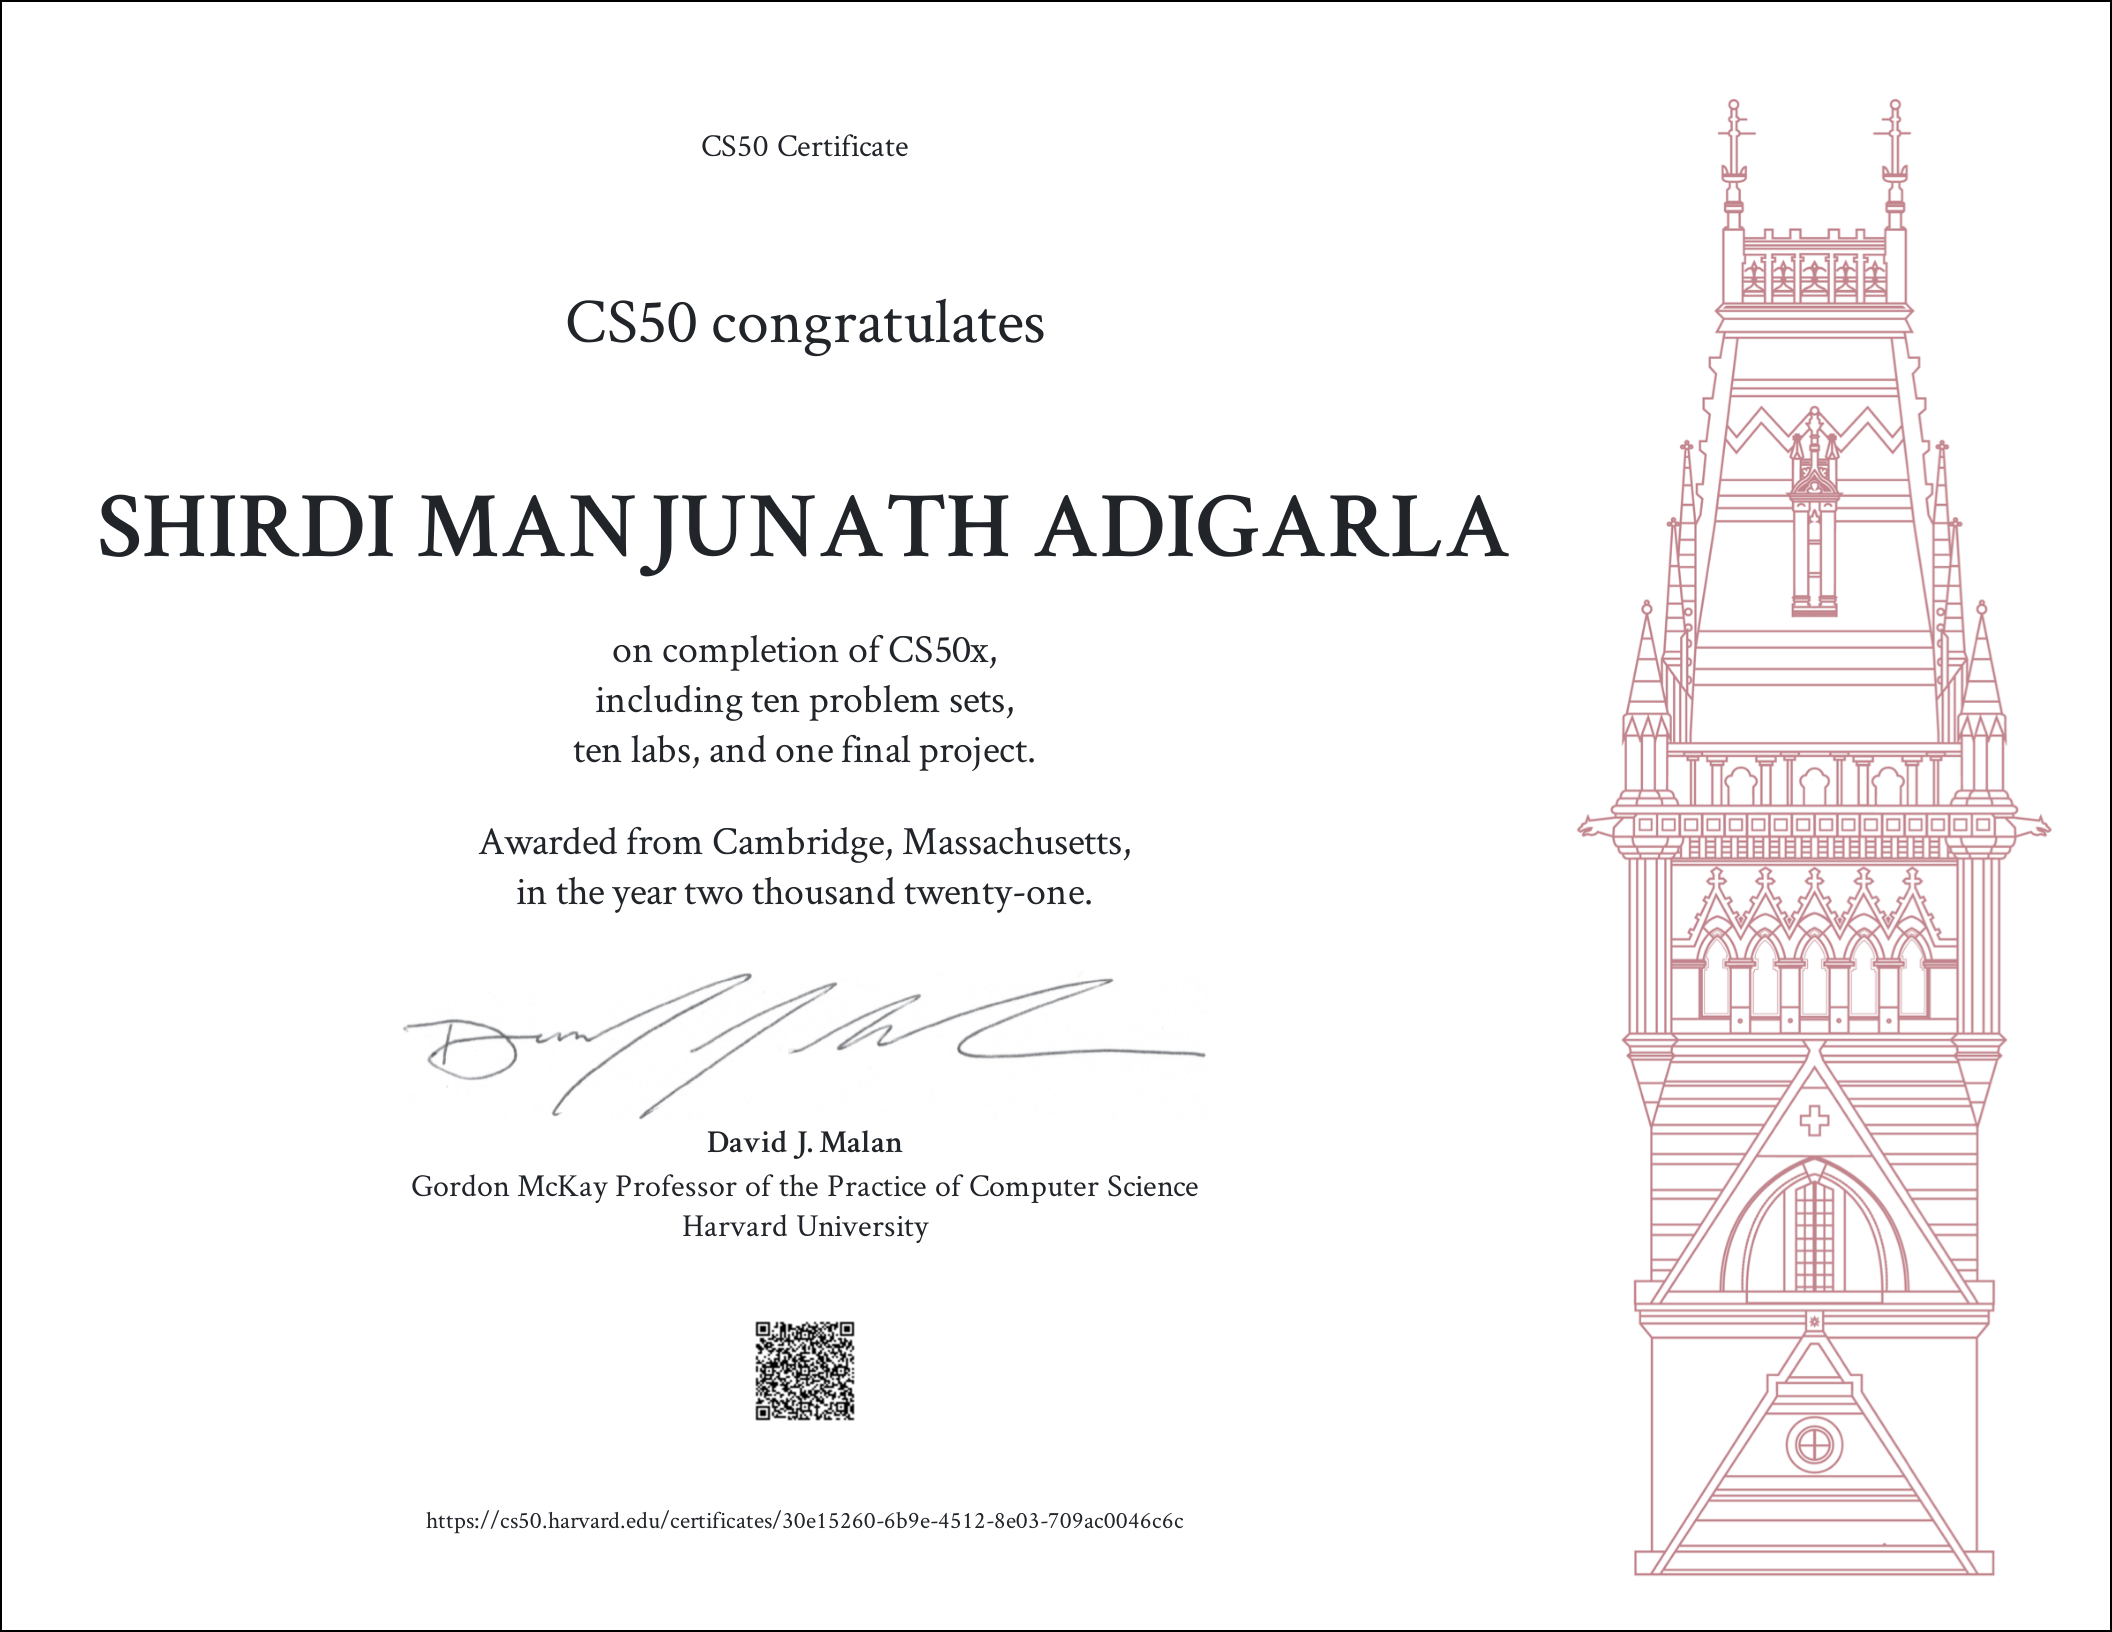 CS50 Certificate
CS50 congratulates
SHIRDI MANJUNATH ADIGARLA
on completion of CS50x,
including ten problem sets,
ten labs, and one final project.
Awarded from Cambridge, Massachusetts,
in the year two thousand twenty-one.
David J. Malan
Gordon McKay Professor of the Practice of Computer Science
Harvard University
https://cs50.harvard.edu/certificates/30e15260-6b9e-4512-8e03-709ac0046c6c